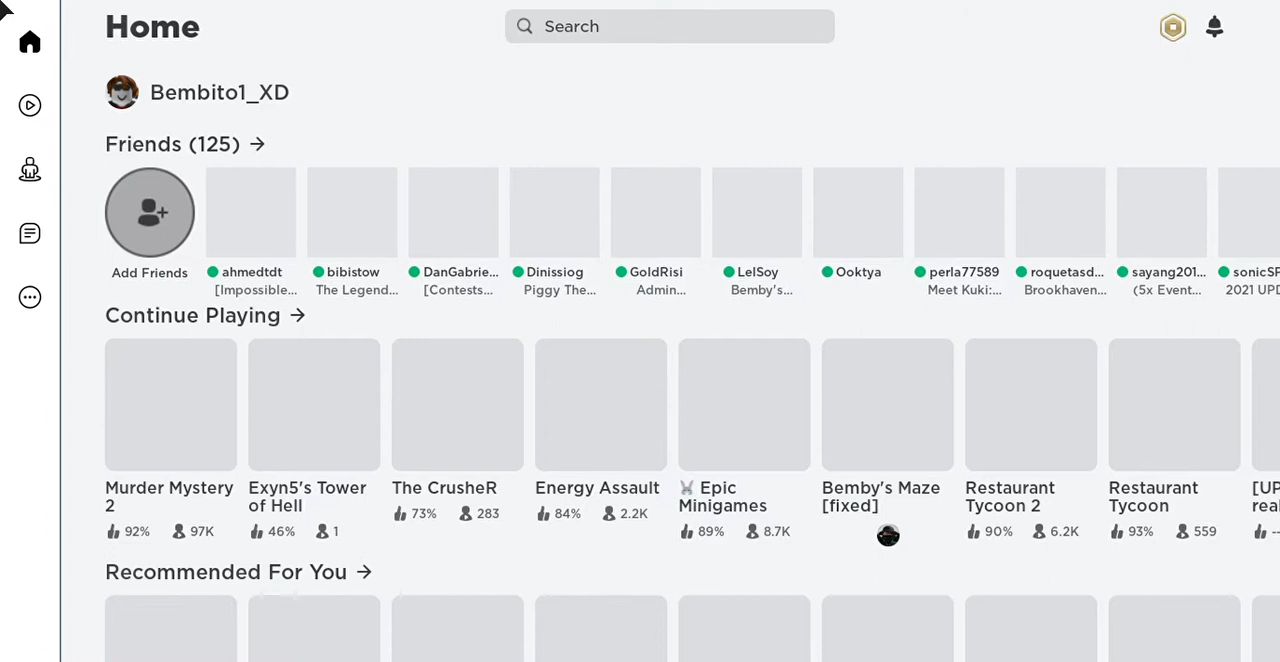 Home
Search
Bembito1_XD
Friends (125)
Add Friends
ahmedtdt
[Impossible...
bibistow
The Legend...
DanGabrie...
[Contests...
Dinissiog
Piggy The...
GoldRisi
Admin...
LelSoy
Bemby's...
Ooktya
perla77589
Meet Kuki:...
roquetasd...
Brookhaven...
sayang201...
(5x Event...
sonicSP
2021 UPD
Continue Playing
Murder Mystery
2
92% 97K
Exyn5's Tower
of Hell
46% 1
The CrusheR
73% 283
Energy Assault
84% 2.2K
Epic
Minigames
89% 8.7K
Bemby's Maze
[fixed]
Restaurant
Tycoon 2
90% 6.2K
Restaurant
Tycoon
93% 559
[UP
rea
--
Recommended For You